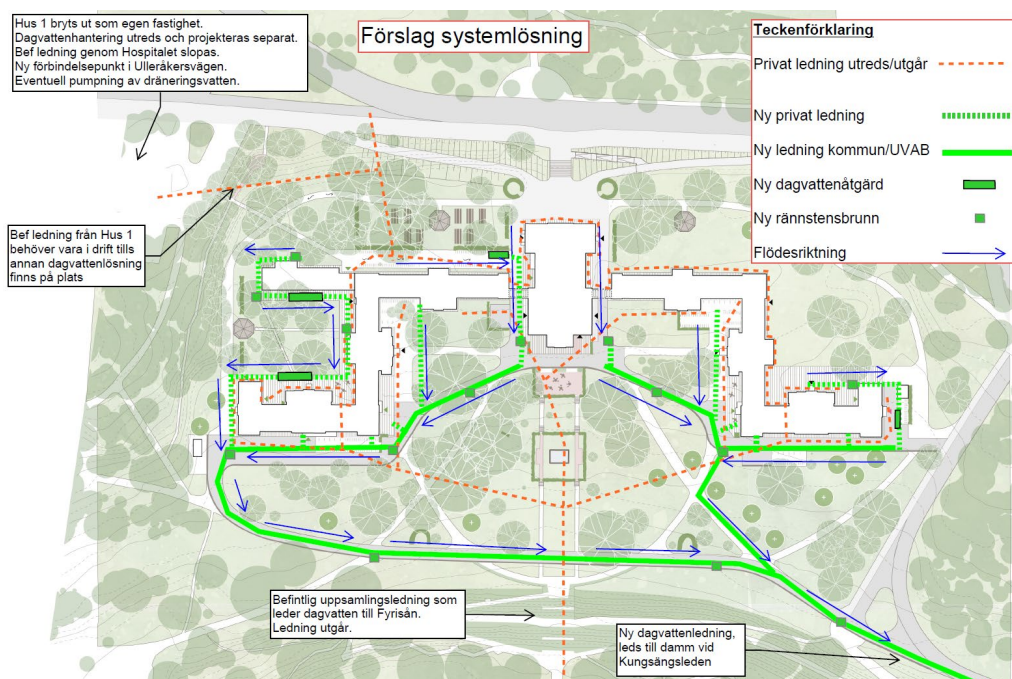 Hus 1 bryts ut som egen fastighet.
Dagvattenhantering utreds och projekteras separat.
Bef ledning genom Hospitalet slopas.
Ny förbindelsepunkt i Ulleråkersvägen.
Eventuell pumpning av dräneringsvatten.
Förslag systemlösning
Teckenförklaring
Privat ledning utreds/utgår
Ny privat ledning
Ny ledning kommun/UVAB
Ny dagvattenåtgärd
Ny rännstensbrunn
Flödesriktning
Bef ledning från Hus 1
behöver vara i drift tills
annan dagvattenlösning
finns på plats
Befintlig uppsamlingsledning som
leder dagvatten till Fyrisån.
Ledning utgår.
Ny dagvattenledning,
leds till damm vid
Kungsängsleden